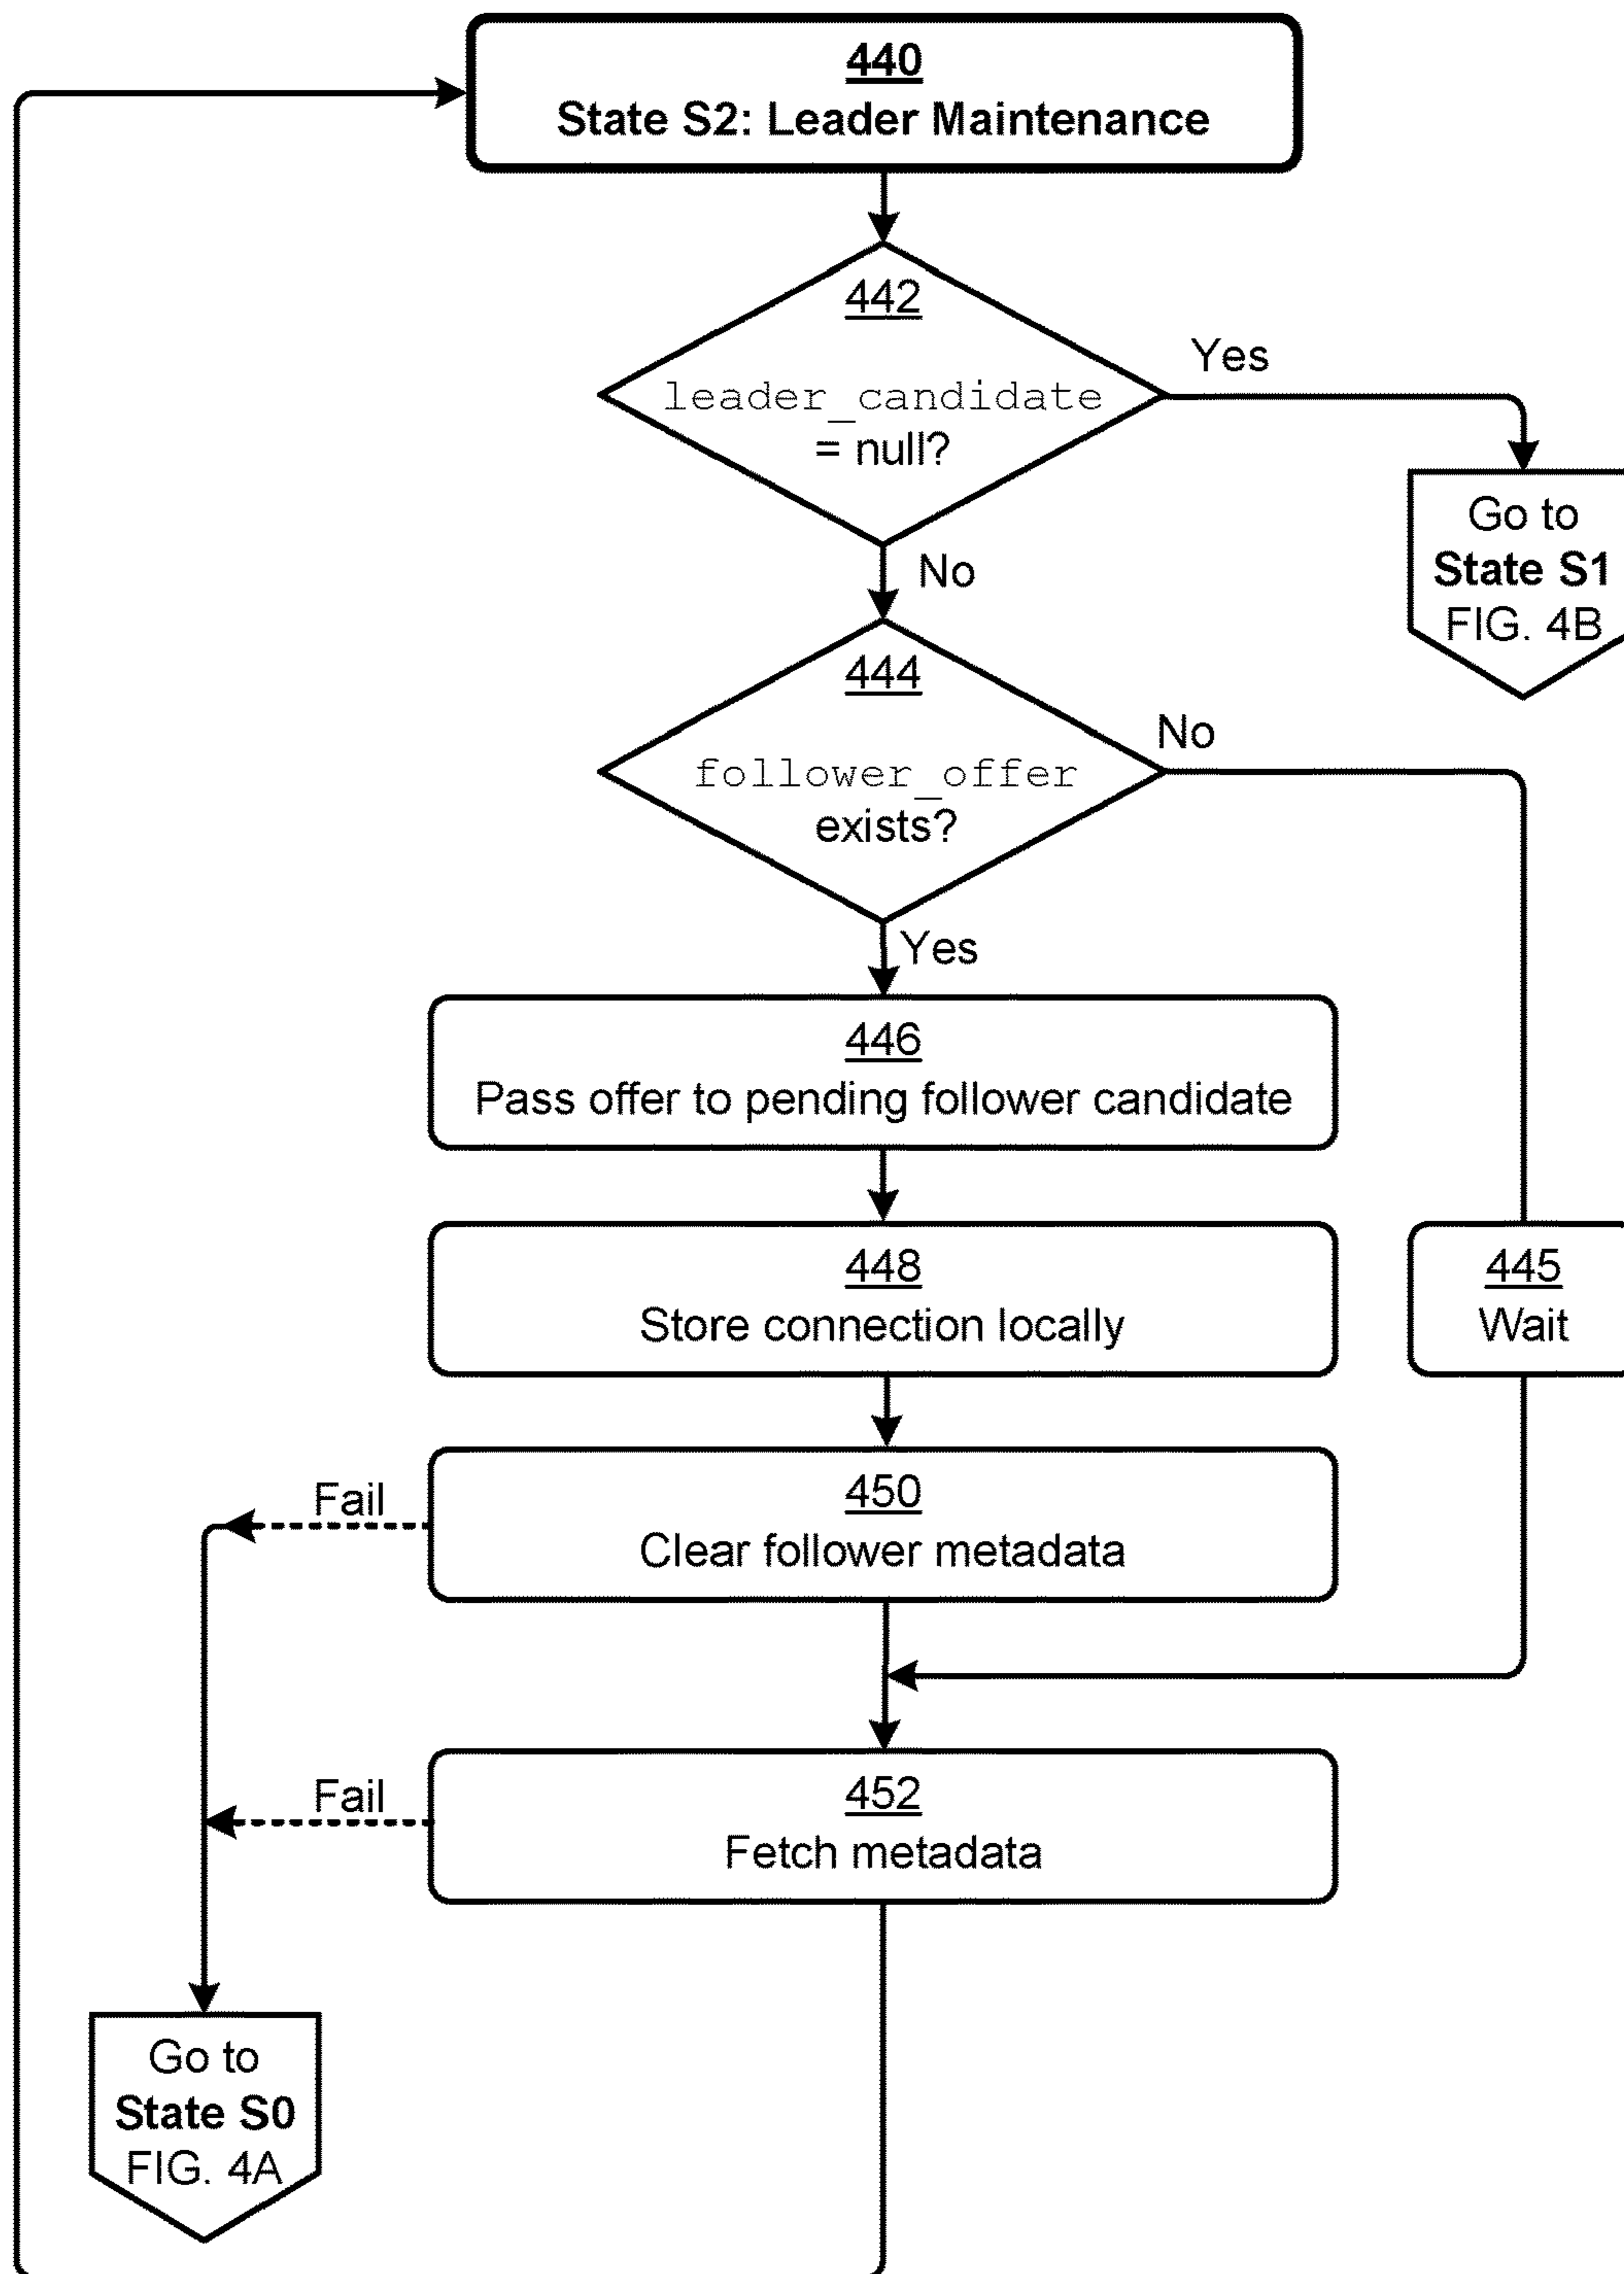 440
State S2: Leader Maintenance
442
Yes
leader_candidate
= null?
Go to
State S1
FIG. 4B
No
444
No
follower_offer
exists?
Yes
446
Pass offer to pending follower candidate
448
Store connection locally
445
Wait
Fail
450
Clear follower metadata
Fail
452
Fetch metadata
Go to
State S0
FIG. 4A